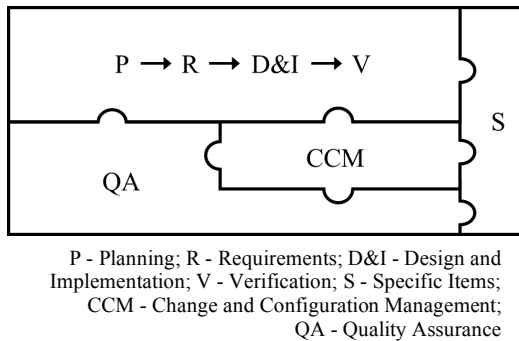 P → R → D&I → V
S
CCM
QA
P - Planning; R - Requirements; D&I - Design and
Implementation; V - Verification; S - Specific Items;
CCM - Change and Configuration Management;
QA - Quality Assurance